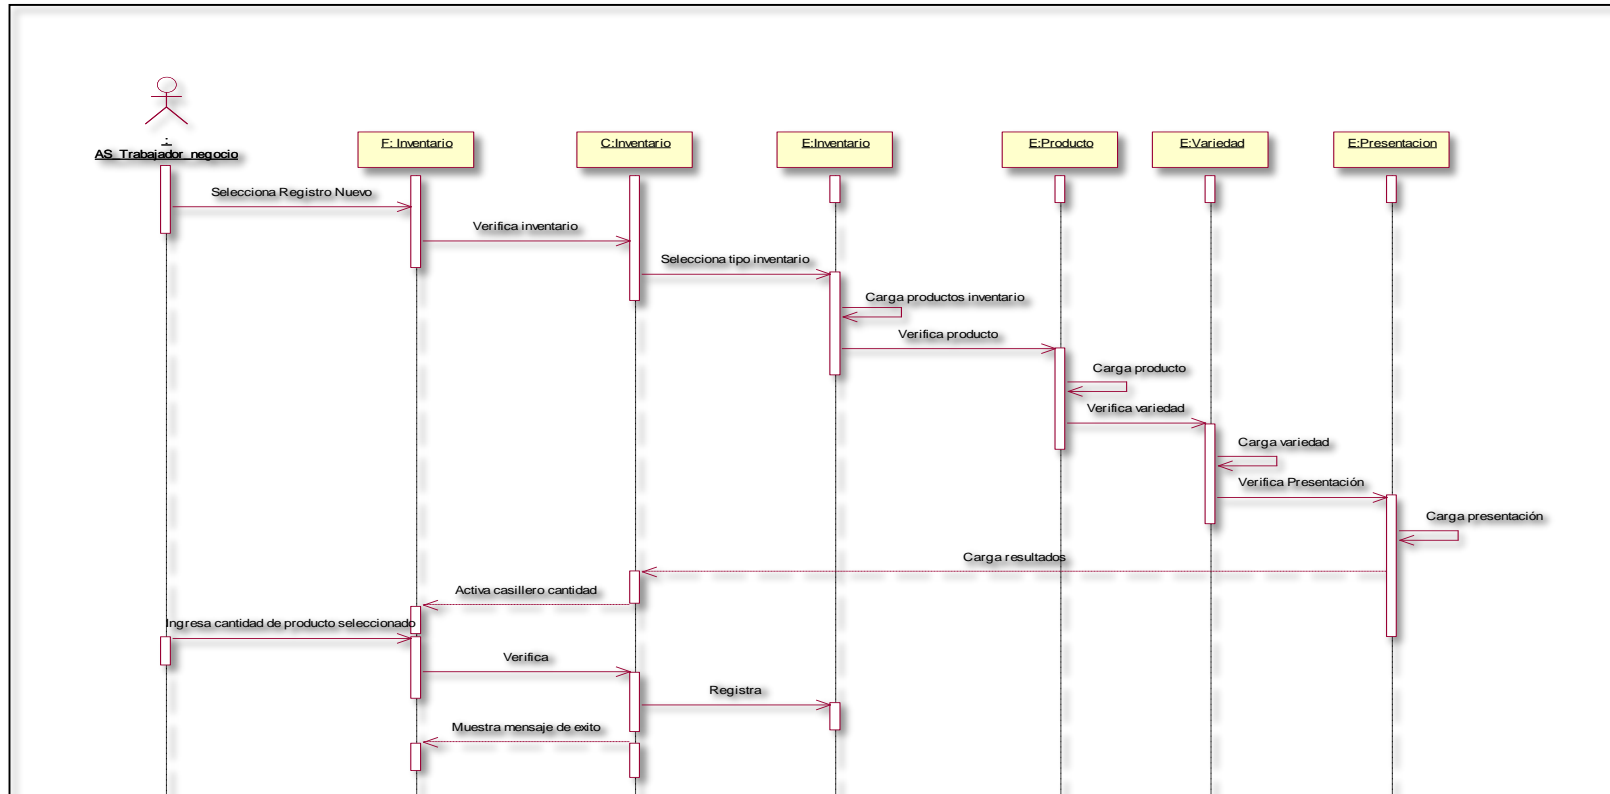 :
AS_Trabajador_negocio
F: Inventario
C:Inventario
E:Inventario
E:Producto
E:Variedad
E:Presentacion
Selecciona Registro Nuevo
Verifica inventario
Selecciona tipo inventario
Carga productos inventario
Verifica producto
Carga producto
Verifica variedad
Carga variedad
Verifica Presentación
Carga presentación
Carga resultados
Activa casillero cantidad
Ingresa cantidad de producto seleccionado
Verifica
Registra
Muestra mensaje de exito